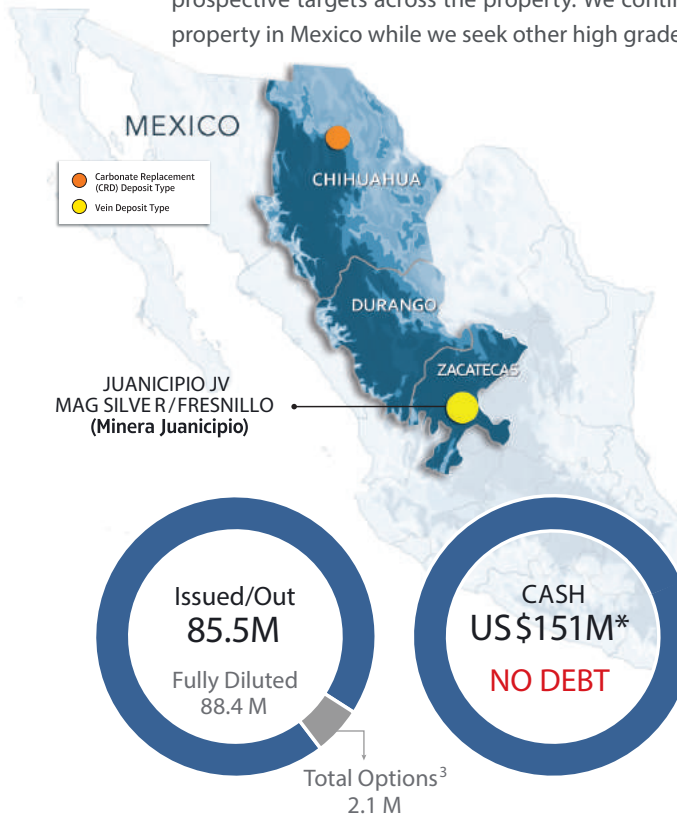 prospective targets across the property. We contin
property in Mexico while we seek other high grade
MEXICO
Carbonate Replacement
(CRD) Deposit Type
Vein Deposit Type
CHIHUAHUA
DURANGO
ZACATECAS
JUANICIPIO JV
MAG SILVER/FRESNILLO
(Minera Juanicipio)
Issued/Out
85.5M
Fully Diluted
88.4 M
Total Options3
2.1 M
CASH
US$151M*
NO DEBT